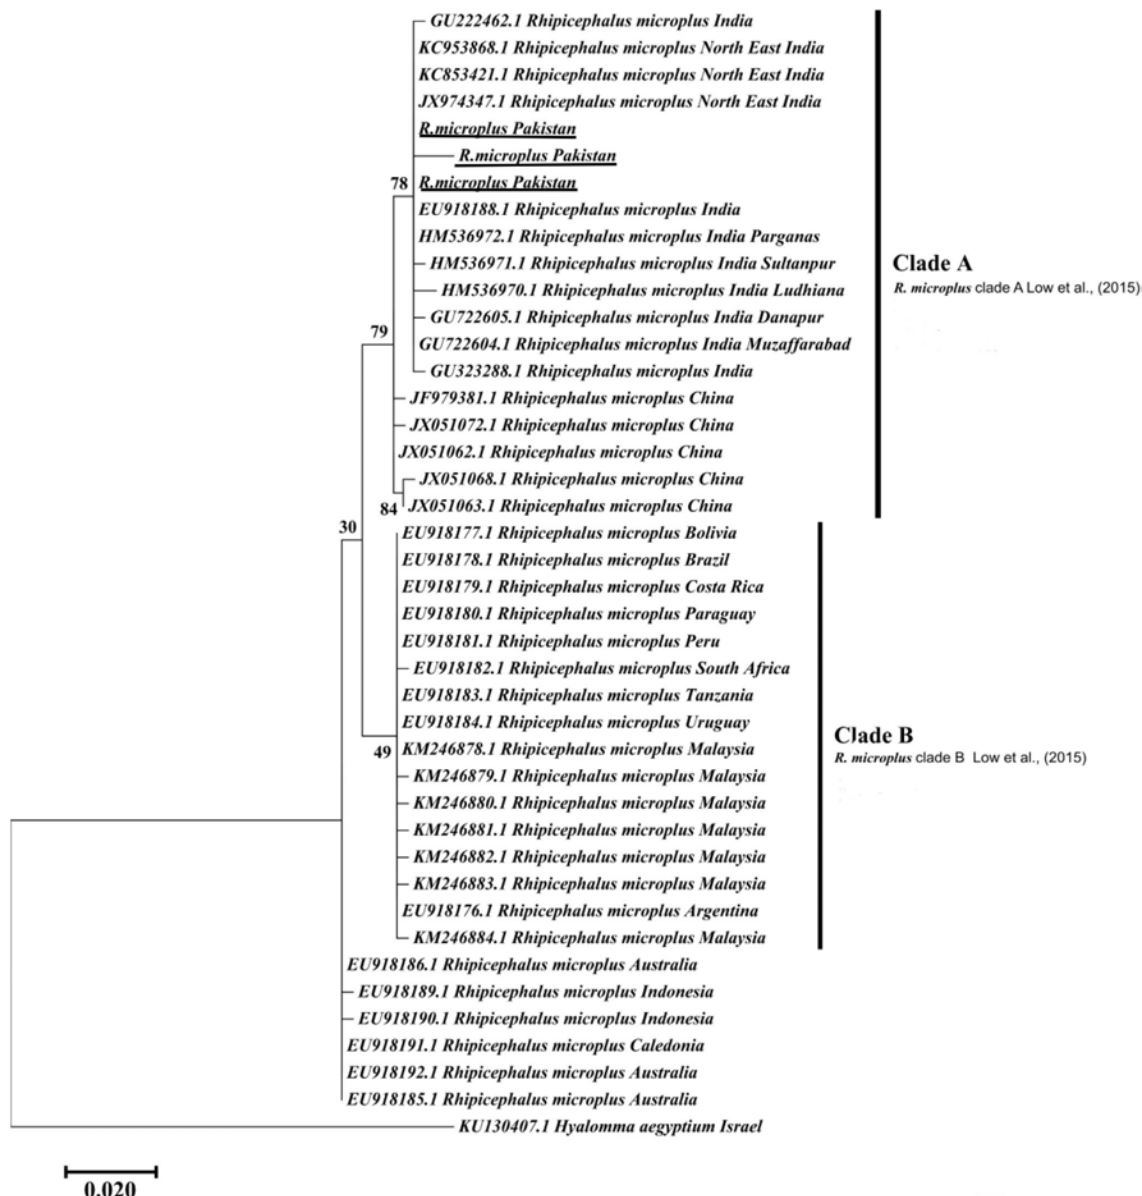 GU222462.1 Rhipicephalus microplus India
KC953868.1 Rhipicephalus microplus North East India
KC853421.1 Rhipicephalus microplus North East India
JX974347.1 Rhipicephalus microplus North East India
R.microplus Pakistan
R.microplus Pakistan
78
R.microplus Pakistan
EU918188.1 Rhipicephalus microplus India
HM536972.1 Rhipicephalus microplus India Parganas
HM536971.1 Rhipicephalus microplus India Sultanpur
Clade A
HM536970.1 Rhipicephalus microplus India Ludhiana
R. microplus clade A Low et al., (2015)
GU722605.1 Rhipicephalus microplus India Danapur
79
GU722604.1 Rhipicephalus microplus India Muzaffarabad
GU323288.1 Rhipicephalus microplus India
JF979381.1 Rhipicephalus microplus China
JX051072.1 Rhipicephalus microplus China
JX051062.1 Rhipicephalus microplus China
JX051068.1 Rhipicephalus microplus China
84
JX051063.1 Rhipicephalus microplus China
30
EU918177.1 Rhipicephalus microplus Bolivia
EU918178.1 Rhipicephalus microplus Brazil
EU918179.1 Rhipicephalus microplus Costa Rica
EU918180.1 Rhipicephalus microplus Paraguay
EU918181.1 Rhipicephalus microplus Peru
EU918182.1 Rhipicephalus microplus South Africa
EU918183.1 Rhipicephalus microplus Tanzania
EU918184.1 Rhipicephalus microplus Uruguay
Clade B
49
KM246878.1 Rhipicephalus microplus Malaysia
R. microplus clade B Low et al., (2015)
KM246879.1 Rhipicephalus microplus Malaysia
KM246880.1 Rhipicephalus microplus Malaysia
KM246881.1 Rhipicephalus microplus Malaysia
KM246882.1 Rhipicephalus microplus Malaysia
KM246883.1 Rhipicephalus microplus Malaysia
EU918176.1 Rhipicephalus microplus Argentina
KM246884.1 Rhipicephalus microplus Malaysia
EU918186.1 Rhipicephalus microplus Australia
EU918189.1 Rhipicephalus microplus Indonesia
EU918190.1 Rhipicephalus microplus Indonesia
EU918191.1 Rhipicephalus microplus Caledonia
EU918192.1 Rhipicephalus microplus Australia
EU918185.1 Rhipicephalus microplus Australia
KU130407.1 Hyalomma aegyptium Israel
0.020